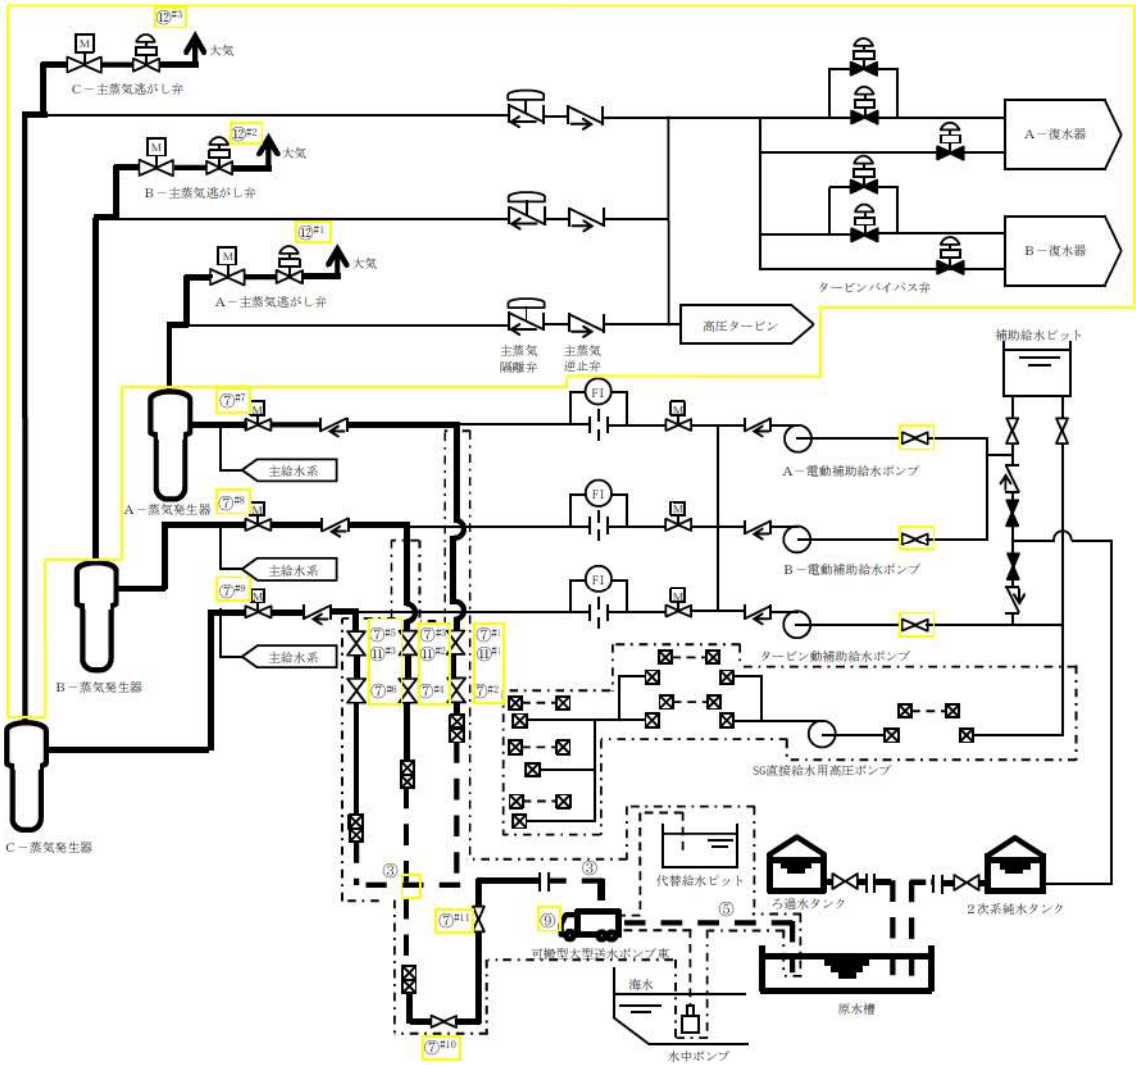 ⑫#3
M
大気
C－主蒸気逃がし弁
⑫#2
M
大気
B－主蒸気逃がし弁
A－復水器
⑫#1
M
大気
A－主蒸気逃がし弁
B－復水器
タービンバイパス弁
高圧タービン
主蒸気
隔離弁
主蒸気
逆止弁
補助給水ピット
⑦#7
M
FI
M
主給水系
A－電動補助給水ポンプ
A－蒸気発生器
⑦#8
M
FI
M
主給水系
B－電動補助給水ポンプ
⑦#9
M
FI
M
主給水系
タービン動補助給水ポンプ
B－蒸気発生器
⑦#5
⑪#3
⑦#6
⑦#3
⑪#2
⑦#4
⑦#1
⑪#1
⑦#2
SG直接給水用高圧ポンプ
C－蒸気発生器
③
③
代替給水ピット
ろ過水タンク
2次系純水タンク
⑦#11
⑨
⑤
可搬型大型送水ポンプ車
海水
原水槽
⑦#10
水中ポンプ